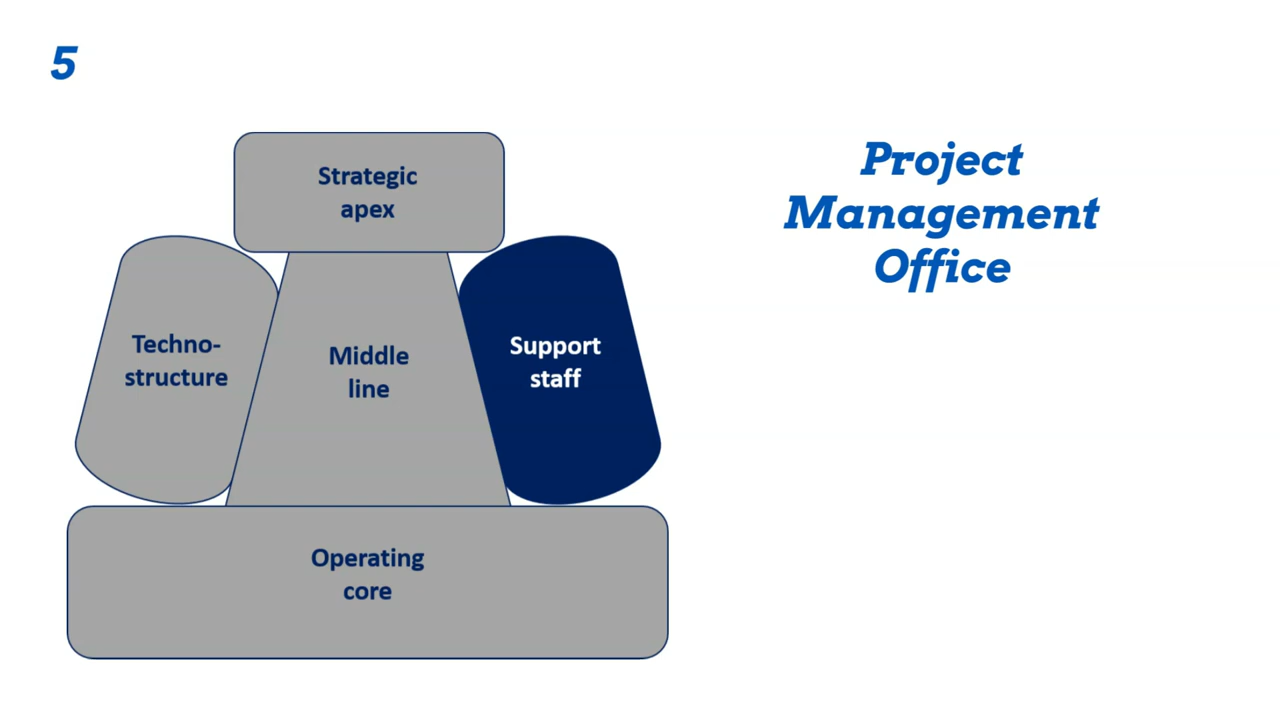 5
Project
Management
Office
Strategic
apex
Techno-
structure
Middle
line
Support
staff
Operating
core